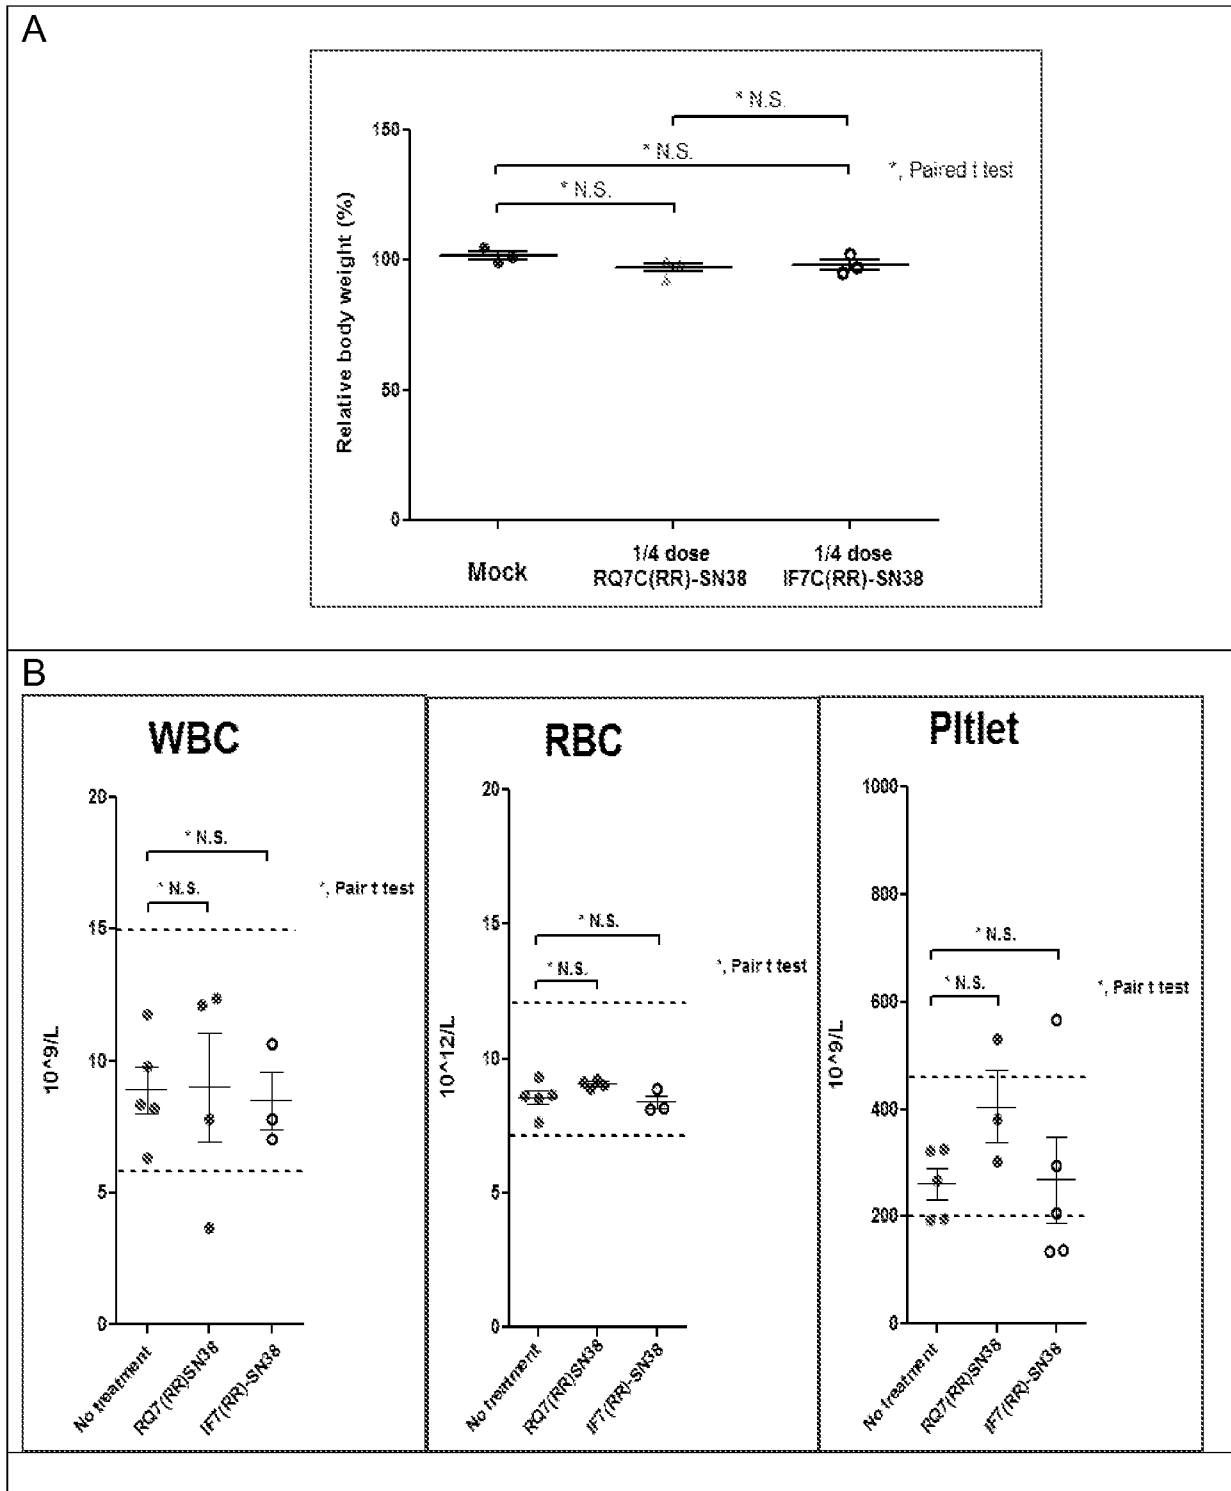 A
* N.S.
150
* N.S.
*, Paired t test
* N.S.
100
Relative body weight (%)
50
0
Mock
1/4 dose
RQ7C(RR)-SN38
1/4 dose
IF7C(RR)-SN38
B
WBC
20
* N.S.
* N.S.
*, Pair t test
15
10^9/L
10
5
0
No treatment
RQ7(RR)SN38
IF7(RR)-SN38
RBC
20
15
* N.S.
* N.S.
*, Pair t test
10^12/L
10
5
0
No treatment
RQ7(RR)SN38
IF7(RR)-SN38
Pltlet
1000
800
* N.S.
* N.S.
*, Pair t test
600
10^9/L
400
200
0
No treatment
RQ7(RR)SN38
IF7(RR)-SN38